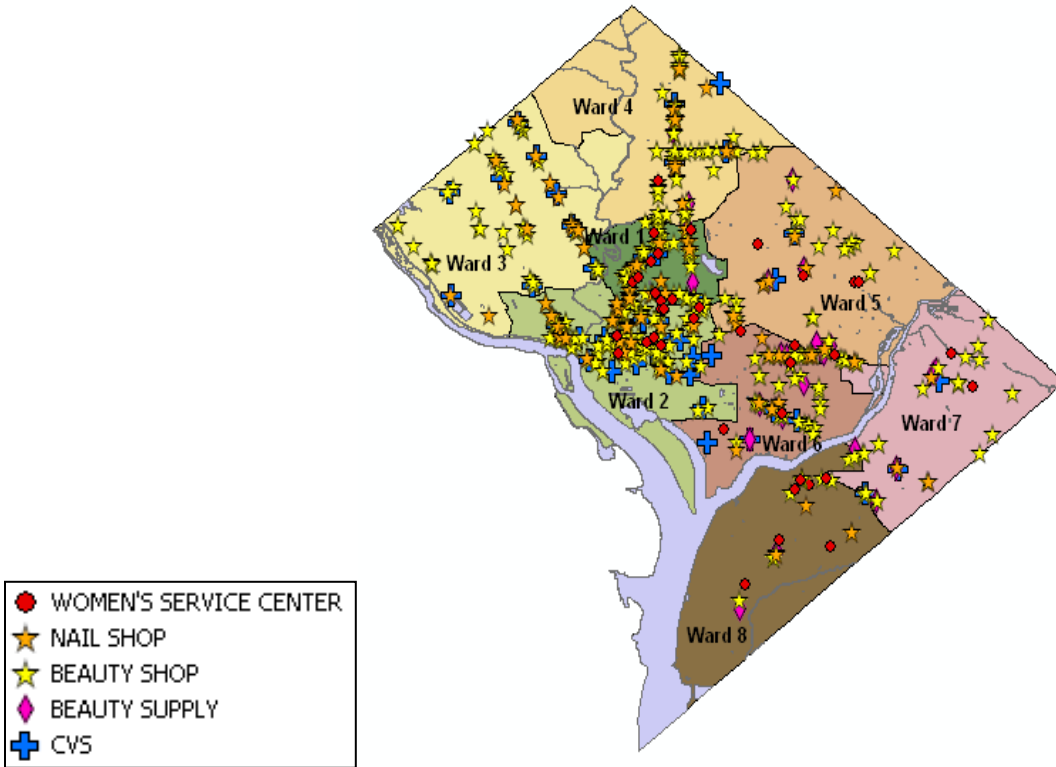 Ward 4
Ward 1
Ward 3
Ward 5
Ward 2
Ward 7
Ward 6
Ward 8
WOMEN'S SERVICE CENTER
NAIL SHOP
BEAUTY SHOP
BEAUTY SUPPLY
CVS